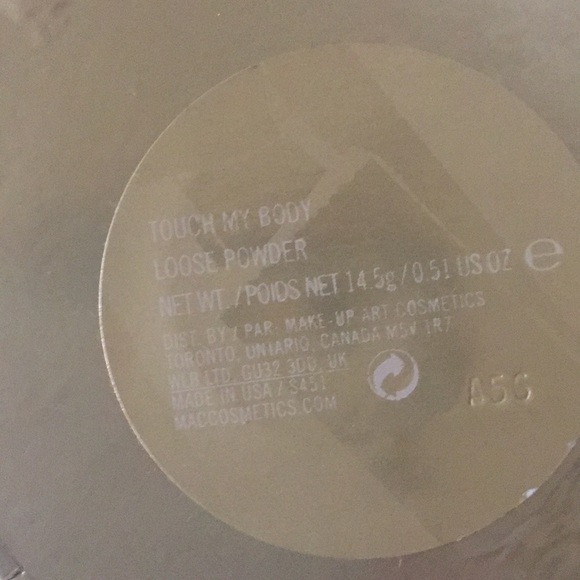 TOUCH MY BODY
LOOSE POWDER
NET WT. / POIDS NET 14.5g / 0.51 US OZ e
DIST. BY / PAR. MAKE-UP ART COSMETICS
TORONTO, ONTARIO, CANADA M5V 1R7
WLB LTD. GU32 3DD, UK
MADE IN USA / S451
MACCOSMETICS.COM
A56